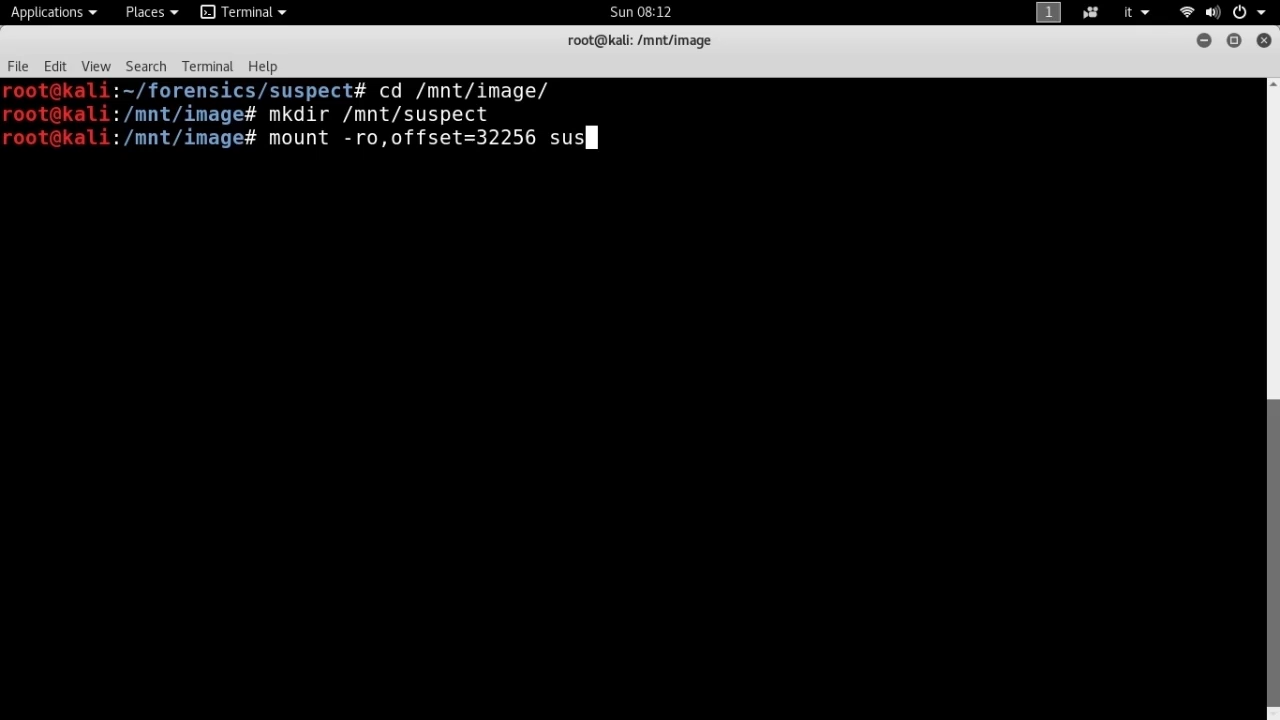 Applications Places Terminal Sun 08:12 1 it
root@kali: /mnt/image
File Edit View Search Terminal Help
root@kali:~/forensics/suspect# cd /mnt/image/
root@kali:/mnt/image# mkdir /mnt/suspect
root@kali:/mnt/image# mount -ro,offset=32256 sus